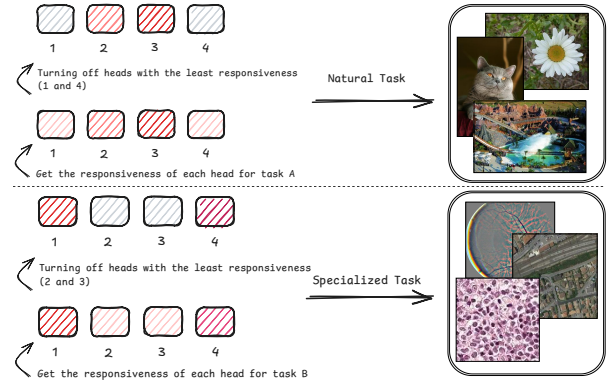 1 2 3 4
Turning off heads with the least responsiveness
(1 and 4)
Natural Task
1 2 3 4
Get the responsiveness of each head for task A
1 2 3 4
Turning off heads with the least responsiveness
(2 and 3)
Specialized Task
1 2 3 4
Get the responsiveness of each head for task B